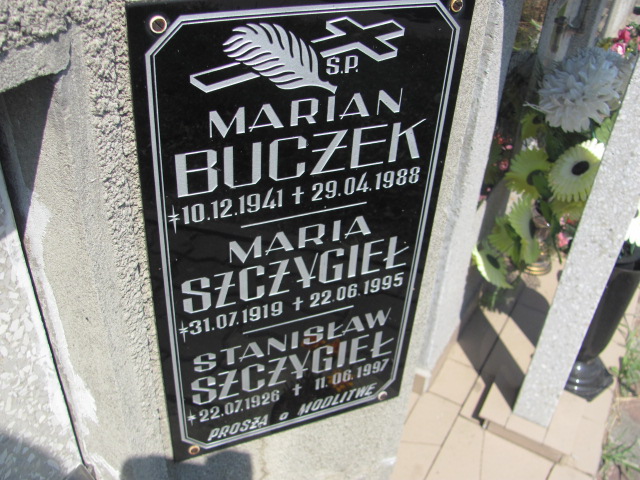 Ś.P.
MARIAN
BUCZEK
* 10.12.1941 + 29.04.1988
MARIA
SZCZYGIEŁ
* 31.07.1919 + 22.06.1995
STANISŁAW
SZCZYGIEŁ
* 22.07.1926 + 11.06.1997
PROSZĄ o MODLITWE